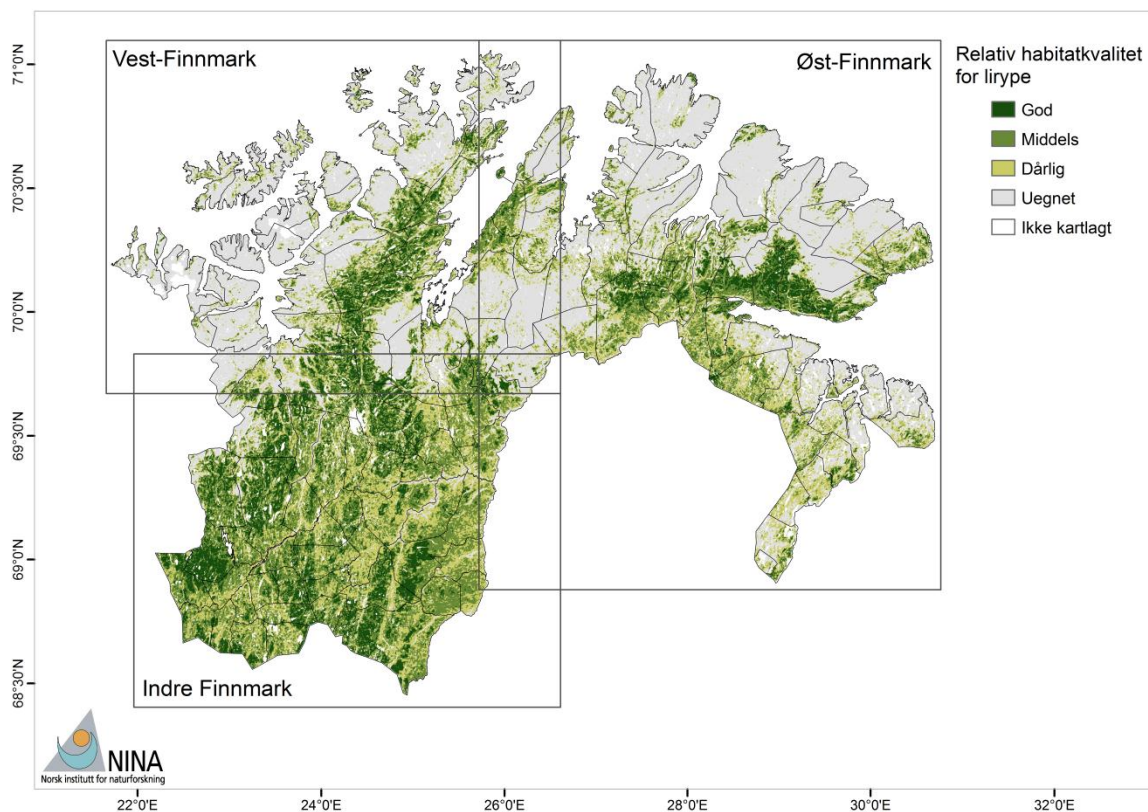 Vest-Finnmark
Øst-Finnmark
Indre Finnmark
Relativ habitatkvalitet
for lirype
God
Middels
Dårlig
Uegnet
Ikke kartlagt
71°0'N
70°30'N
70°0'N
69°30'N
69°0'N
68°30'N
22°0'E
24°0'E
26°0'E
28°0'E
30°0'E
32°0'E
NINA
Norsk institutt for naturforskning